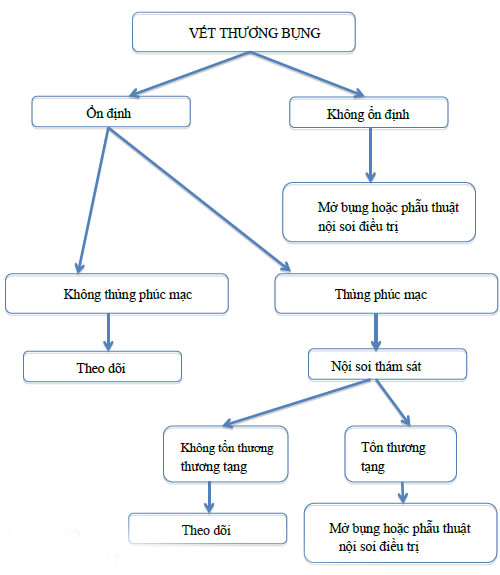 VẾT THƯƠNG BỤNG
Ổn định
Không ổn định
Mở bụng hoặc phẫu thuật
nội soi điều trị
Không thủng phúc mạc
Thủng phúc mạc
Theo dõi
Nội soi thám sát
Không tổn thương
thương tạng
Tổn thương
tạng
Theo dõi
Mở bụng hoặc phẫu thuật
nội soi điều trị